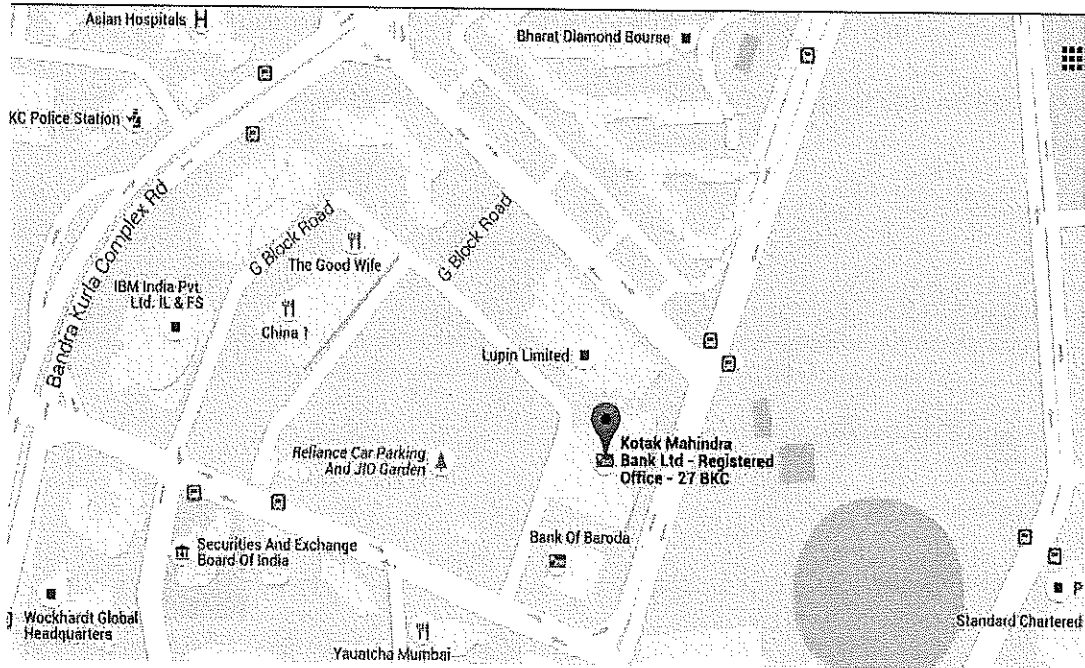 Asian Hospitals H
Bharat Diamond Bourse
KC Police Station
Bandra Kurla Complex Rd
G Block Road
G Block Road
The Good Wife
IBM India Pvt.
Ltd. IL & FS
China 1
Lupin Limited
Kotak Mahindra
Bank Ltd - Registered
Office - 27 BKC
Reliance Car Parking
And JIO Garden
Bank Of Baroda
Securities And Exchange
Board Of India
Wockhardt Global
Headquarters
Yauatcha Mumbai
P
Standard Chartered